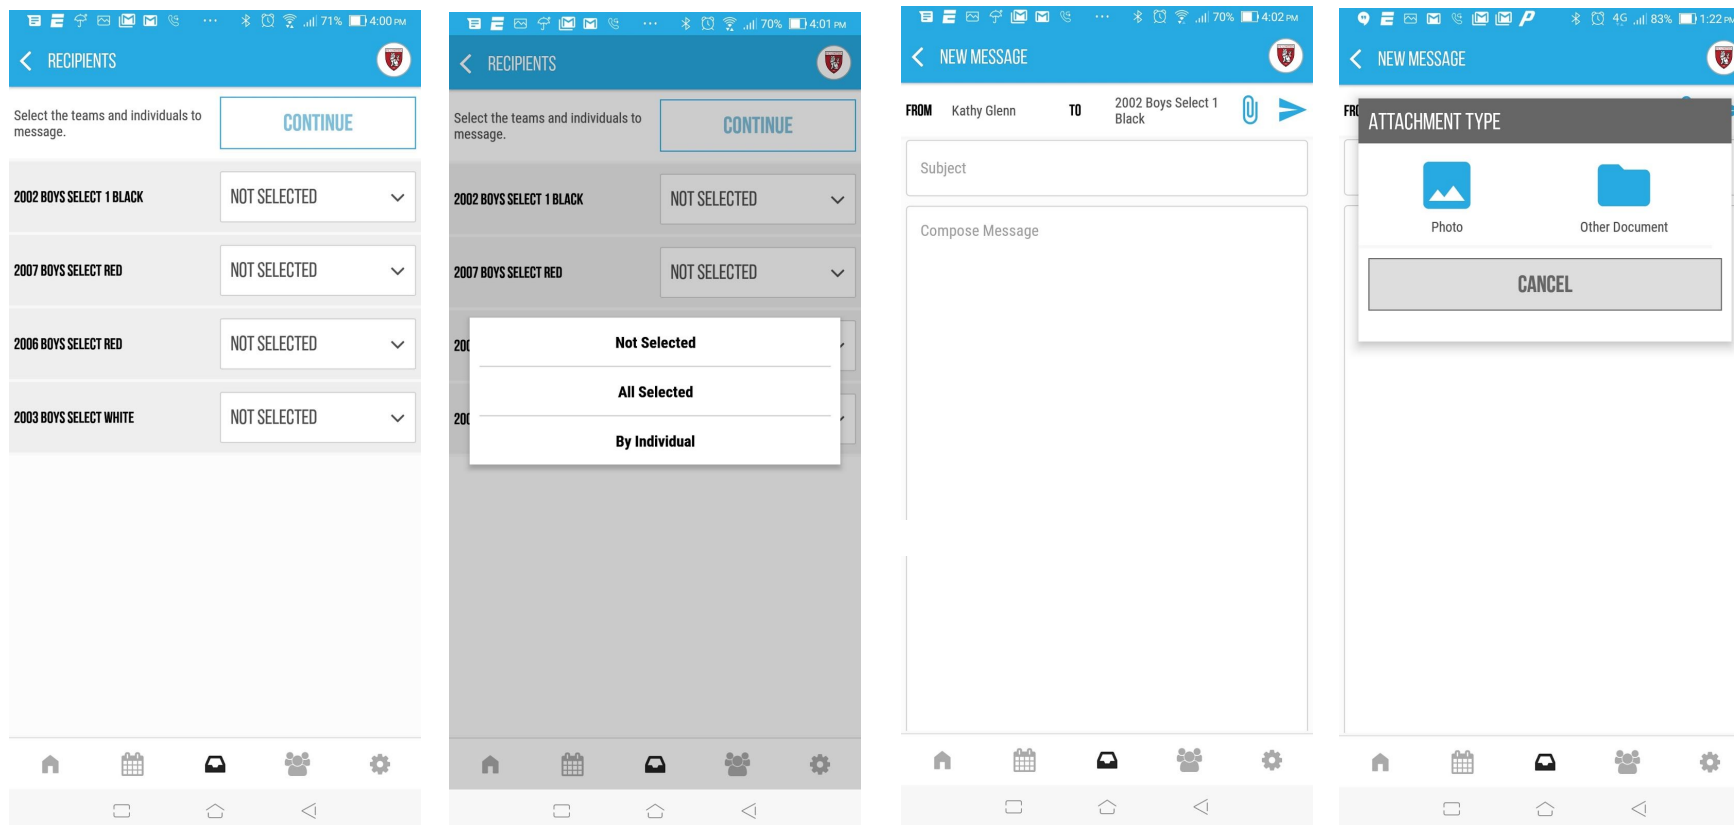 71% 4:00 PM
RECIPIENTS
Select the teams and individuals to
message.
CONTINUE
2002 BOYS SELECT 1 BLACK
NOT SELECTED
2007 BOYS SELECT RED
NOT SELECTED
2006 BOYS SELECT RED
NOT SELECTED
2003 BOYS SELECT WHITE
NOT SELECTED
70% 4:01 PM
RECIPIENTS
Select the teams and individuals to
message.
CONTINUE
2002 BOYS SELECT 1 BLACK
NOT SELECTED
2007 BOYS SELECT RED
NOT SELECTED
200
Not Selected
All Selected
200
By Individual
70% 4:02 PM
NEW MESSAGE
FROM Kathy Glenn TO 2002 Boys Select 1
Black
Subject
Compose Message
4G 83% 1:22 PM
NEW MESSAGE
FRO
ATTACHMENT TYPE
Photo
Other Document
CANCEL